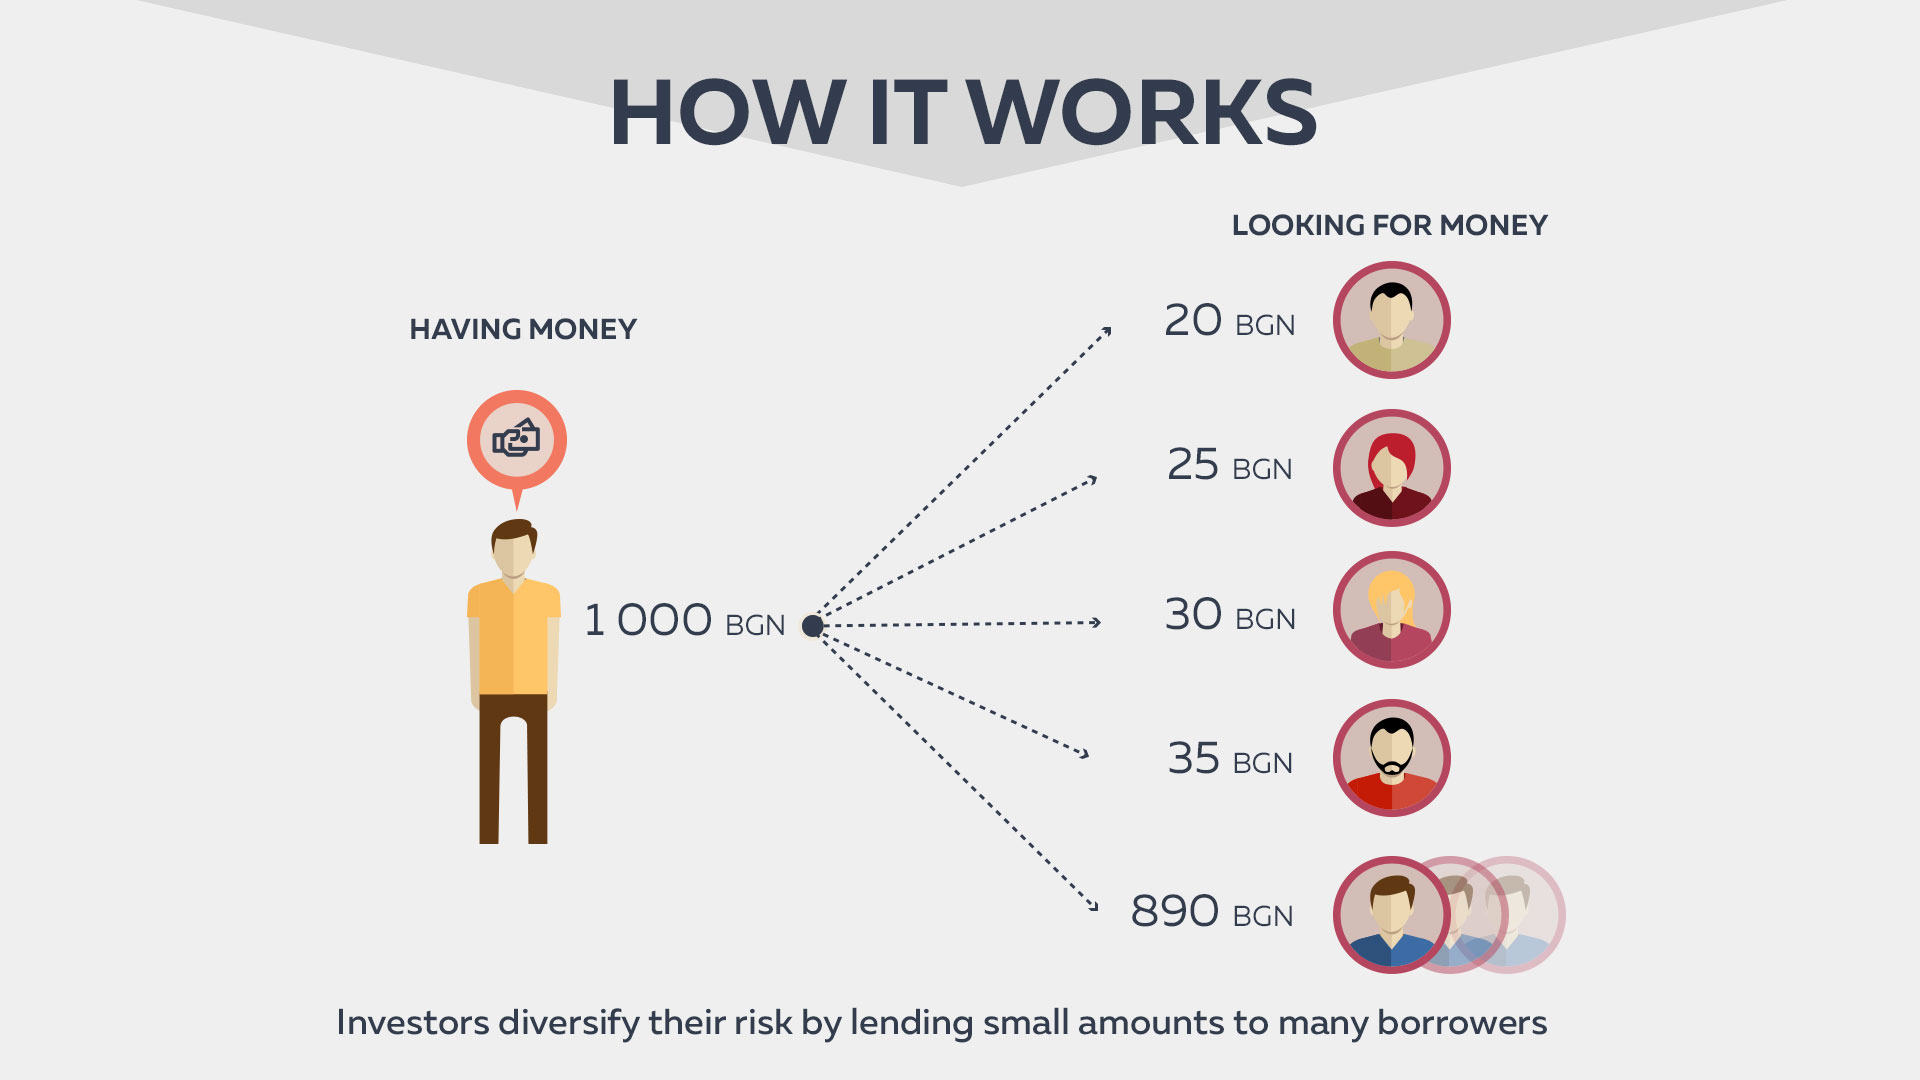 HOW IT WORKS
LOOKING FOR MONEY
HAVING MONEY
20 BGN
25 BGN
30 BGN
1 000 BGN
35 BGN
890 BGN
Investors diversify their risk by lending small amounts to many borrowers